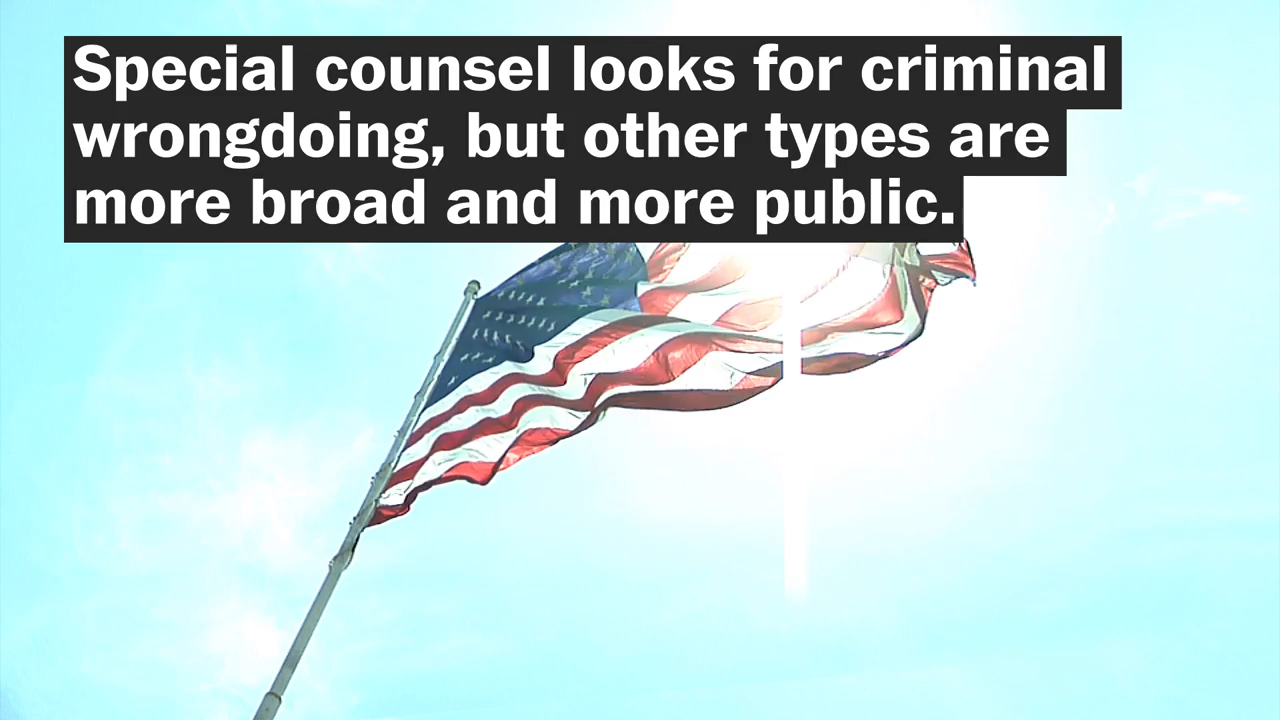 Special counsel looks for criminal
wrongdoing, but other types are
more broad and more public.